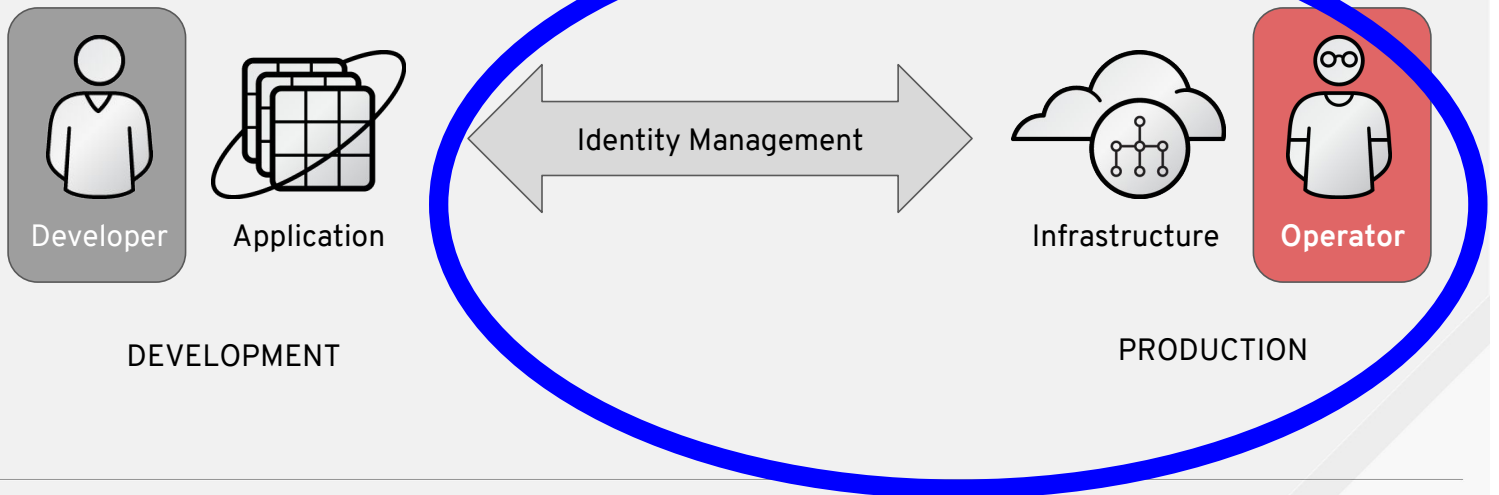 Identity Management
Developer
Application
Infrastructure
Operator
DEVELOPMENT
PRODUCTION